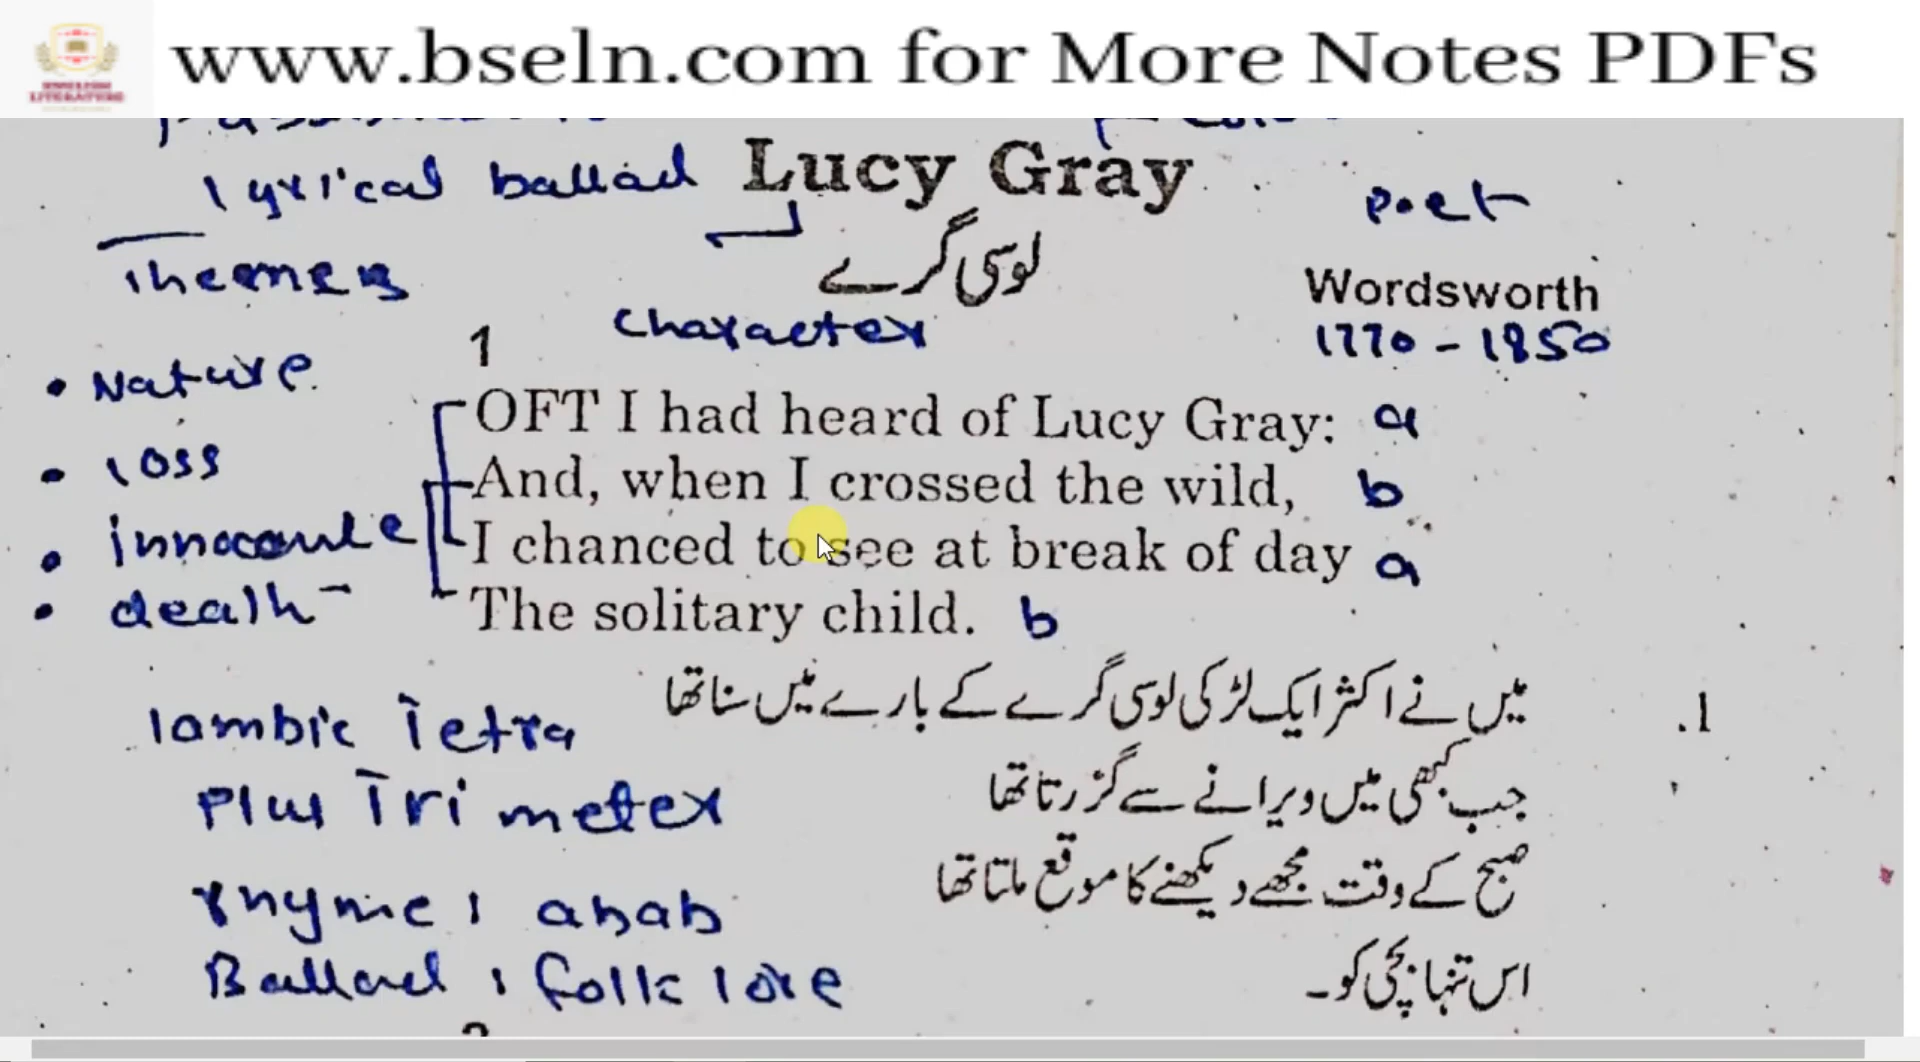 www.bseln.com for More Notes PDFs
ENGLISH
LITERATURE
lyrical ballad Lucy Gray
Poet
لوسی گرے
Themes
Wordsworth
1770 - 1850
Character
1
• Nature
OFT I had heard of Lucy Gray: a
• loss
And, when I crossed the wild, b
• innocence
I chanced to see at break of day a
• death
The solitary child. b
1. میں نے اکثر ایک لڑکی لوسی گرے کے بارے میں سنا تھا
Iambic Tetra
جب کبھی میں ویرانے سے گزرتا تھا
Plus Tri meter
صبح کے وقت مجھے دیکھنے کا موقع ملتا تھا
rhyme : abab
اس تنہا بچی کو۔
Ballad : folk lore